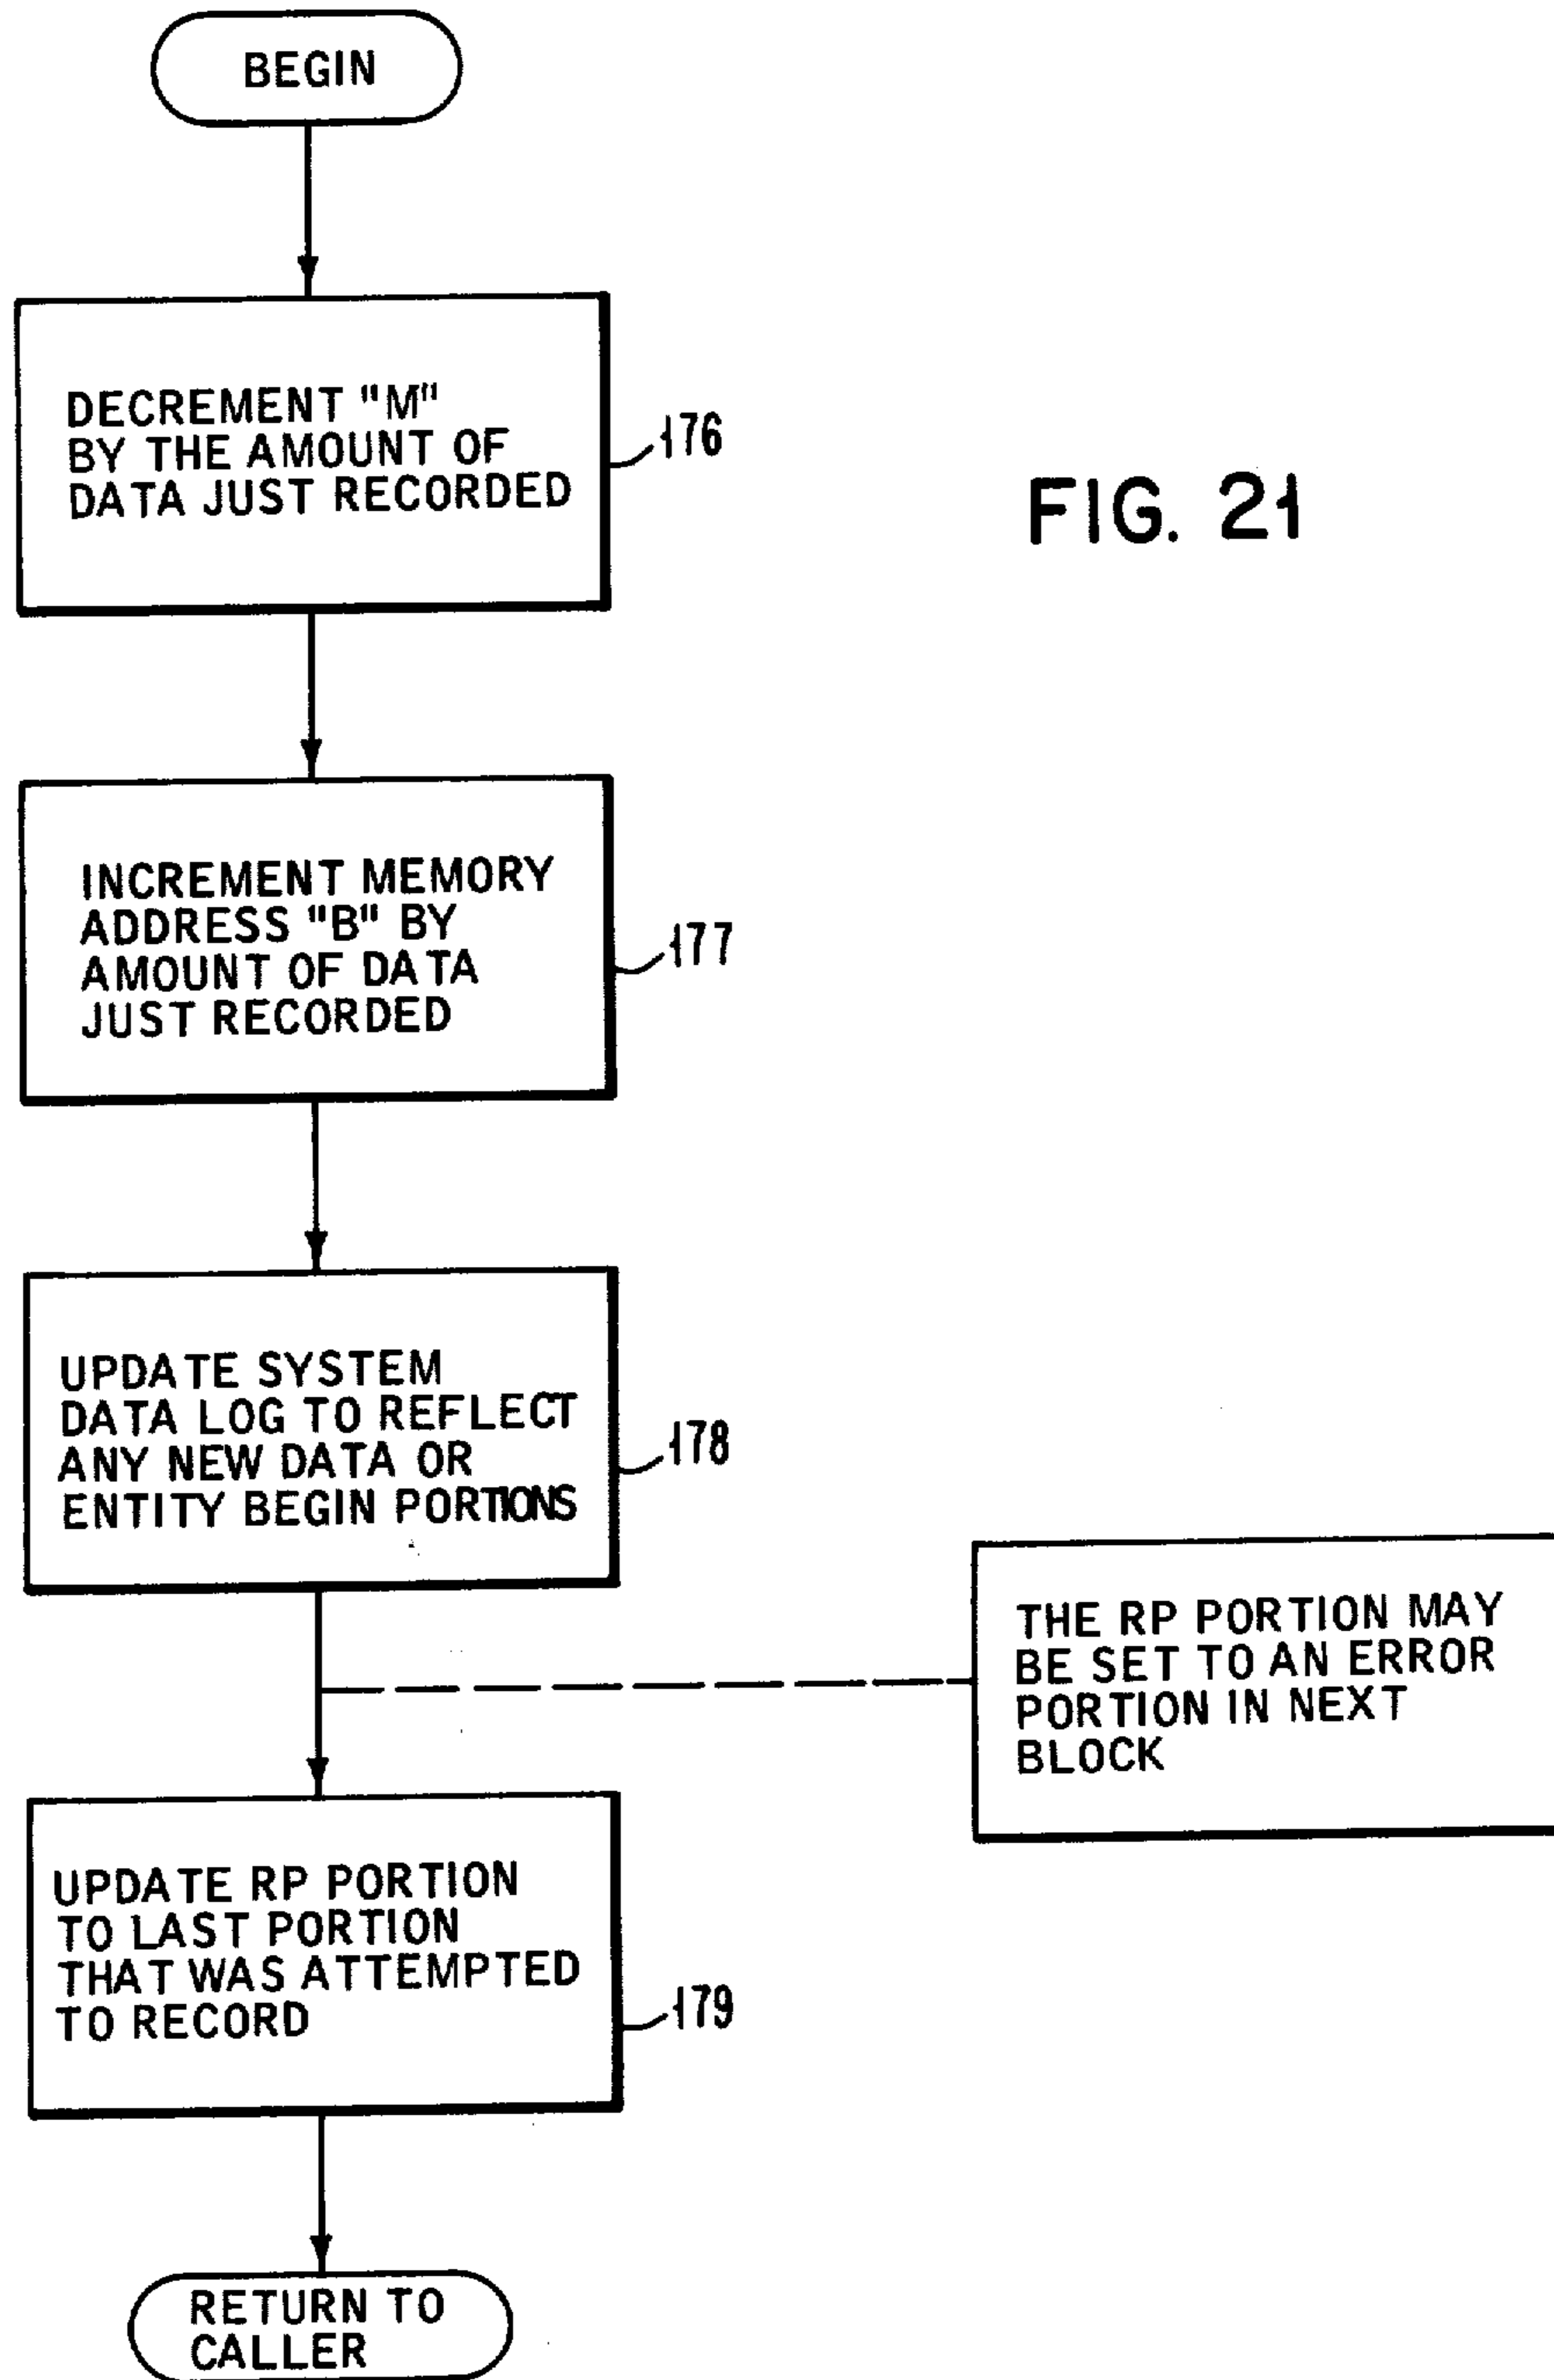 BEGIN
DECREMENT "M"
BY THE AMOUNT OF
DATA JUST RECORDED
176
FIG. 21
INCREMENT MEMORY
ADDRESS "B" BY
AMOUNT OF DATA
JUST RECORDED
177
UPDATE SYSTEM
DATA LOG TO REFLECT
ANY NEW DATA OR
ENTITY BEGIN PORTIONS
178
THE RP PORTION MAY
BE SET TO AN ERROR
PORTION IN NEXT
BLOCK
UPDATE RP PORTION
TO LAST PORTION
THAT WAS ATTEMPTED
TO RECORD
179
RETURN TO
CALLER